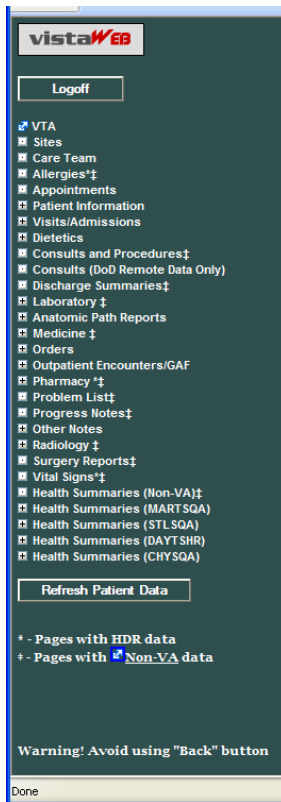 vistaWEB
Logoff
VTA
Sites
Care Team
Allergies*‡
Appointments
Patient Information
Visits/Admissions
Dietetics
Consults and Procedures‡
Consults (DoD Remote Data Only)
Discharge Summaries‡
Laboratory ‡
Anatomic Path Reports
Medicine ‡
Orders
Outpatient Encounters/GAF
Pharmacy *‡
Problem List‡
Progress Notes‡
Other Notes
Radiology ‡
Surgery Reports‡
Vital Signs*‡
Health Summaries (Non-VA)‡
Health Summaries (MARTSQA)
Health Summaries (STLSQA)
Health Summaries (DAYTSHR)
Health Summaries (CHYSQA)
Refresh Patient Data
* - Pages with HDR data
‡ - Pages with Non-VA data
Warning! Avoid using "Back" button
Done